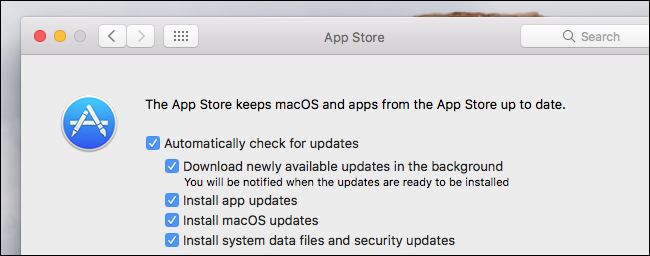 App Store
Search
The App Store keeps macOS and apps from the App Store up to date.
Automatically check for updates
Download newly available updates in the background
You will be notified when the updates are ready to be installed
Install app updates
Install macOS updates
Install system data files and security updates